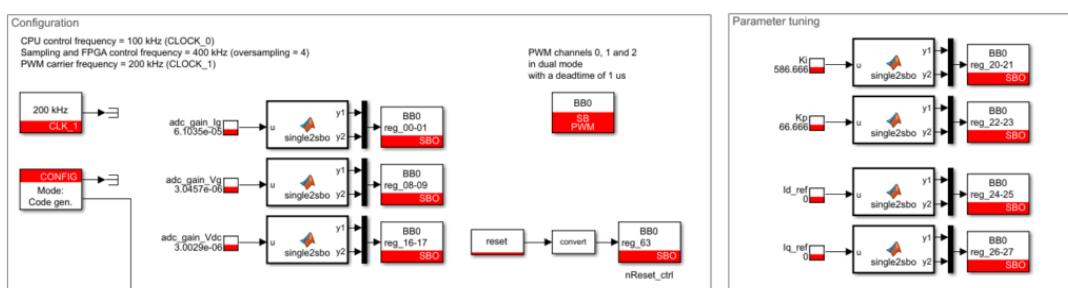 Configuration
CPU control frequency = 100 kHz (CLOCK_0)
Sampling and FPGA control frequency = 400 kHz (oversampling = 4)
PWM carrier frequency = 200 kHz (CLOCK_1)
PWM channels 0, 1 and 2
in dual mode
with a deadtime of 1 us
200 kHz
CLK_1
CONFIG
Mode:
Code gen.
adc_gain_Ig
6.1035e-05
u
y1
y2
single2sbo
BB0
reg_00-01
SBO
adc_gain_Vg
3.0457e-06
u
y1
y2
single2sbo
BB0
reg_08-09
SBO
adc_gain_Vdc
3.0029e-06
u
y1
y2
single2sbo
BB0
reg_16-17
SBO
BB0
SB
PWM
reset
convert
BB0
reg_63
SBO
nReset_ctrl
Parameter tuning
Ki
586.666
u
y1
y2
single2sbo
BB0
reg_20-21
SBO
Kp
66.666
u
y1
y2
single2sbo
BB0
reg_22-23
SBO
Id_ref
0
u
y1
y2
single2sbo
BB0
reg_24-25
SBO
Iq_ref
0
u
y1
y2
single2sbo
BB0
reg_26-27
SBO